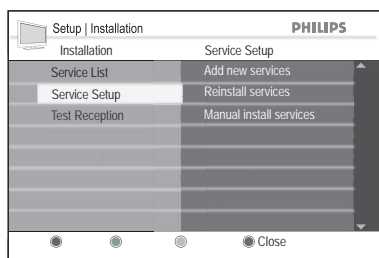 Setup | Installation PHILIPS
Installation Service Setup
Service List Add new services
Service Setup Reinstall services
Test Reception Manual install services
Close